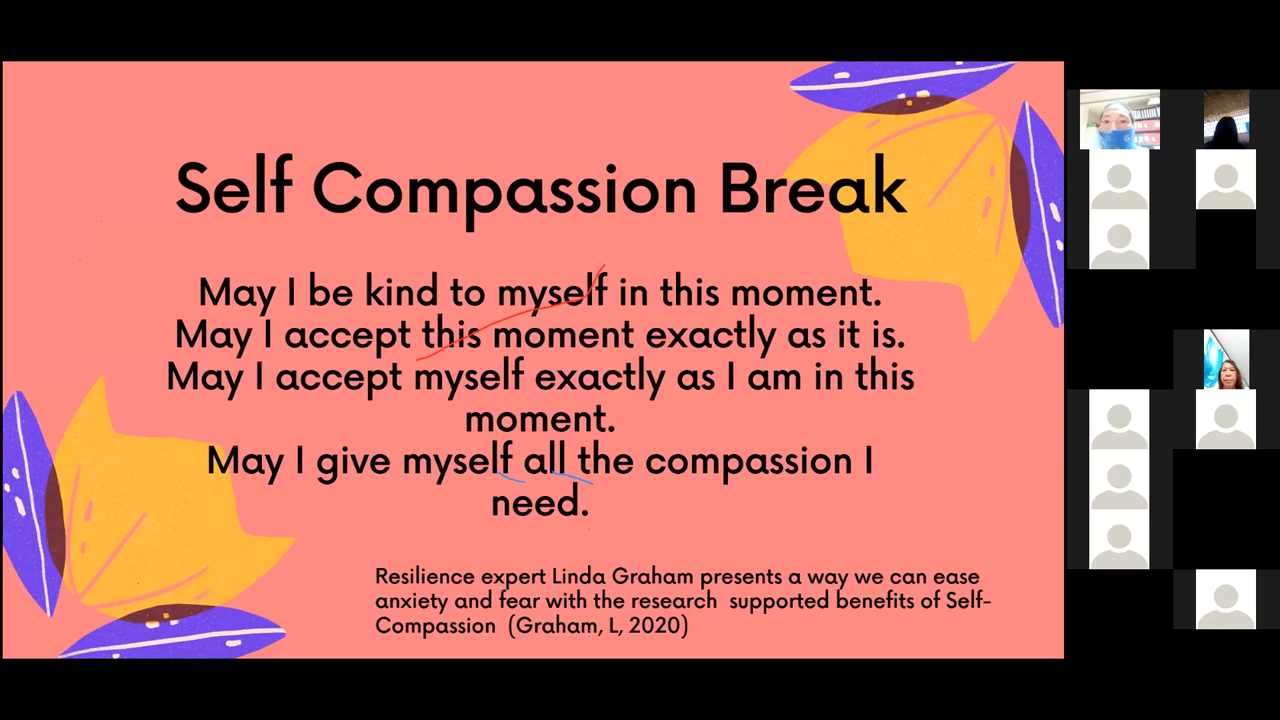 Self Compassion Break
May I be kind to myself in this moment.
May I accept this moment exactly as it is.
May I accept myself exactly as I am in this
moment.
May I give myself all the compassion I
need.
Resilience expert Linda Graham presents a way we can ease
anxiety and fear with the research supported benefits of Self-
Compassion (Graham, L, 2020)